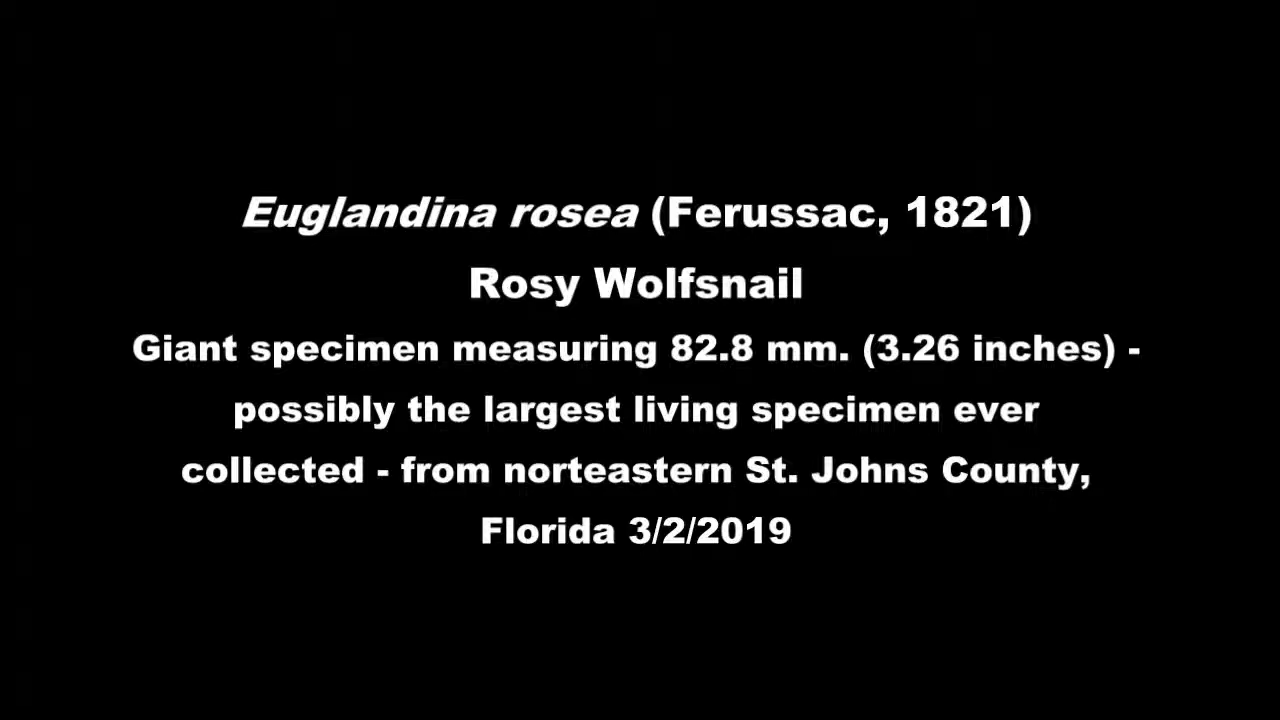 Euglandina rosea (Ferussac, 1821)
Rosy Wolfsnail
Giant specimen measuring 82.8 mm. (3.26 inches) -
possibly the largest living specimen ever
collected - from norteastern St. Johns County,
Florida 3/2/2019